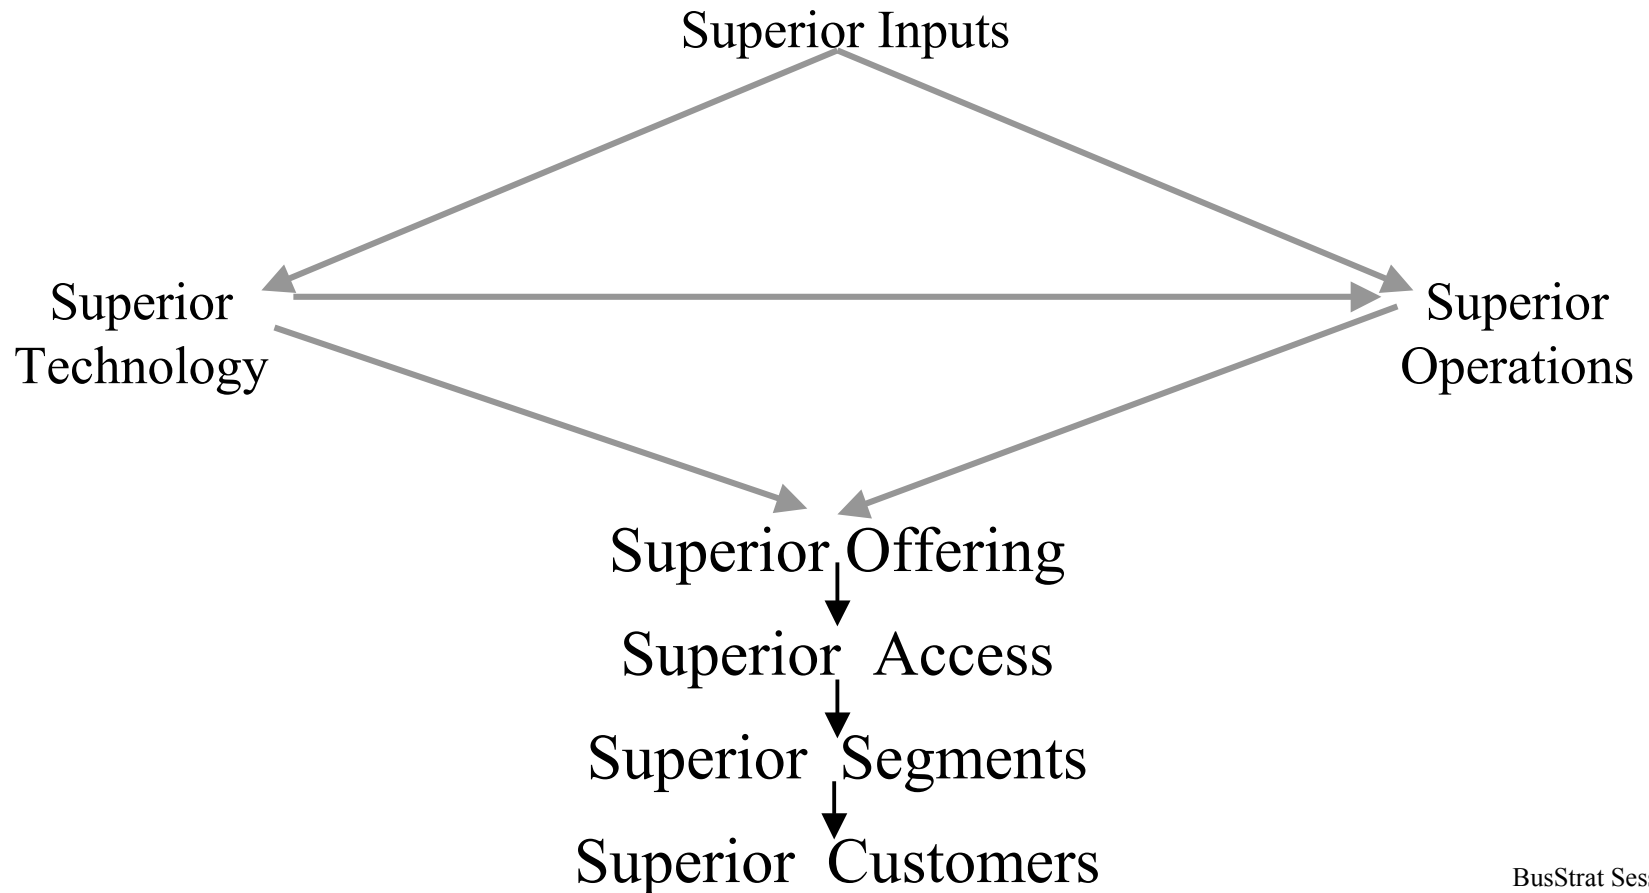 Superior Inputs
Superior
Technology
Superior
Operations
Superior Offering
Superior Access
Superior Segments
Superior Customers
BusStrat Ses